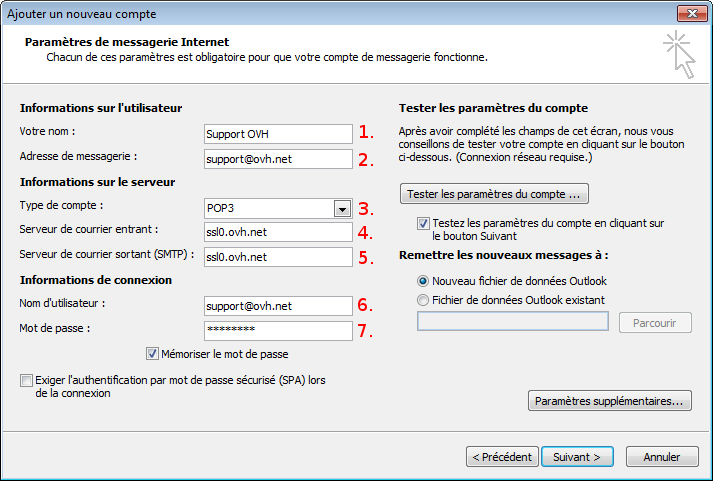 Ajouter un nouveau compte
Paramètres de messagerie Internet
Chacun de ces paramètres est obligatoire pour que votre compte de messagerie fonctionne.
Informations sur l'utilisateur
Votre nom :
Support OVH
1.
Adresse de messagerie :
support@ovh.net
2.
Informations sur le serveur
Type de compte :
POP3
3.
Serveur de courrier entrant :
ssl0.ovh.net
4.
Serveur de courrier sortant (SMTP) :
ssl0.ovh.net
5.
Informations de connexion
Nom d'utilisateur :
support@ovh.net
6.
Mot de passe :
********
7.
Mémoriser le mot de passe
Exiger l'authentification par mot de passe sécurisé (SPA) lors
de la connexion
Tester les paramètres du compte
Après avoir complété les champs de cet écran, nous vous
conseillons de tester votre compte en cliquant sur le bouton
ci-dessous. (Connexion réseau requise.)
Tester les paramètres du compte ...
Testez les paramètres du compte en cliquant sur
le bouton Suivant
Remettre les nouveaux messages à :
Nouveau fichier de données Outlook
Fichier de données Outlook existant
Parcourir
Paramètres supplémentaires...
< Précédent
Suivant >
Annuler